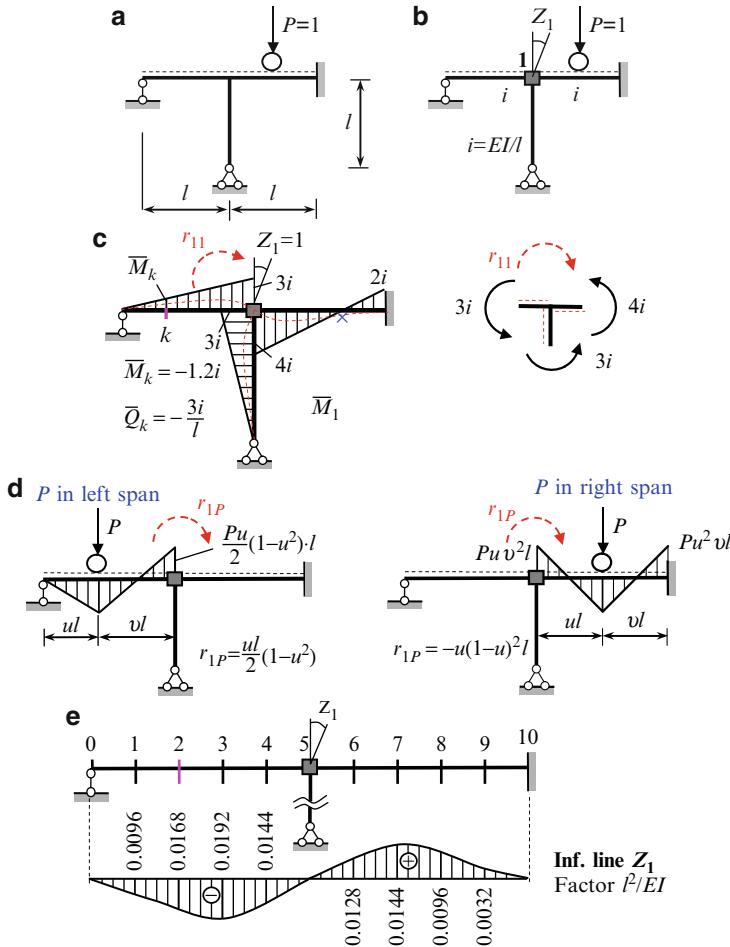 a
P=1
l
l
l
b
P=1
Z₁
1
i
i
i=EI/l
c
r₁₁
Z₁=1
M̅ₖ
3i
2i
k
3i
4i
M̅ₖ = −1.2i
Q̅ₖ = − 3i/l
M̅₁
r₁₁
3i
4i
3i
d
P in left span
P
r₁P
Pu/2 (1−u²)·l
ul
υl
r₁P = ul/2 (1−u²)
P in right span
r₁P
P
Pu υ²l
Pu² υl
ul
υl
r₁P = −u(1−u)²l
e
Z₁
0 1 2 3 4 5 6 7 8 9 10
0.0096 0.0168 0.0192 0.0144
− +
0.0128 0.0144 0.0096 0.0032
Inf. line Z₁
Factor l²/EI